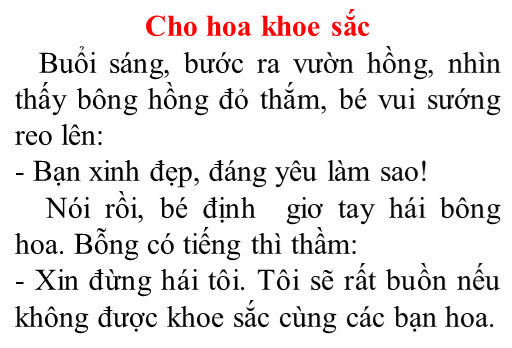 Cho hoa khoe sắc
Buổi sáng, bước ra vườn hồng, nhìn
thấy bông hồng đỏ thắm, bé vui sướng
reo lên:
- Bạn xinh đẹp, đáng yêu làm sao!
Nói rồi, bé định giơ tay hái bông
hoa. Bỗng có tiếng thì thầm:
- Xin đừng hái tôi. Tôi sẽ rất buồn nếu
không được khoe sắc cùng các bạn hoa.